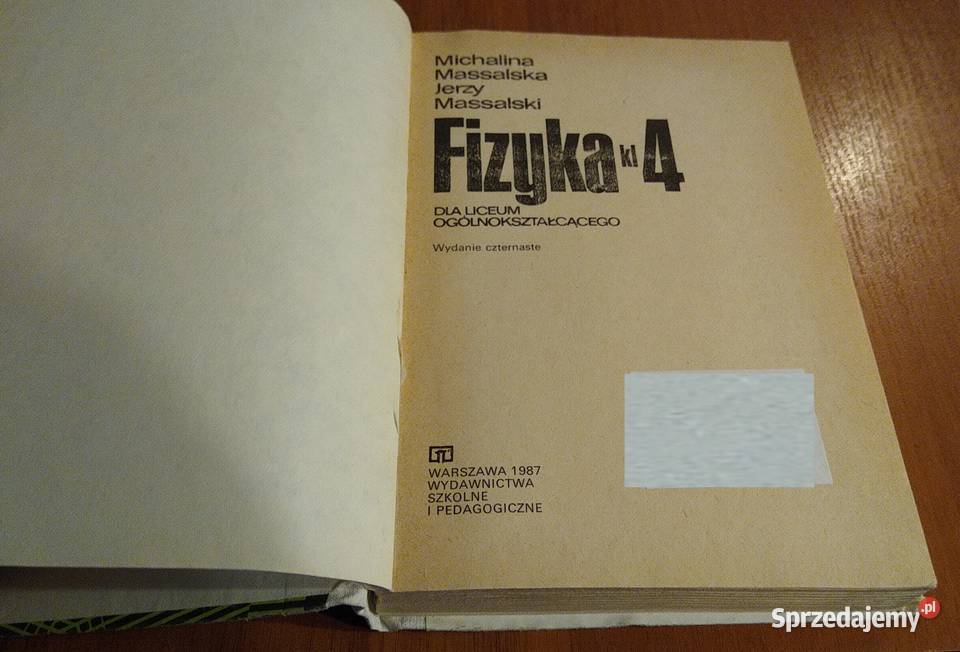 Michalina
Massalska
Jerzy
Massalski
Fizyka kl 4
DLA LICEUM
OGÓLNOKSZTAŁCĄCEGO
Wydanie czternaste
WARSZAWA 1987
WYDAWNICTWA
SZKOLNE
I PEDAGOGICZNE
Sprzedajemy.pl